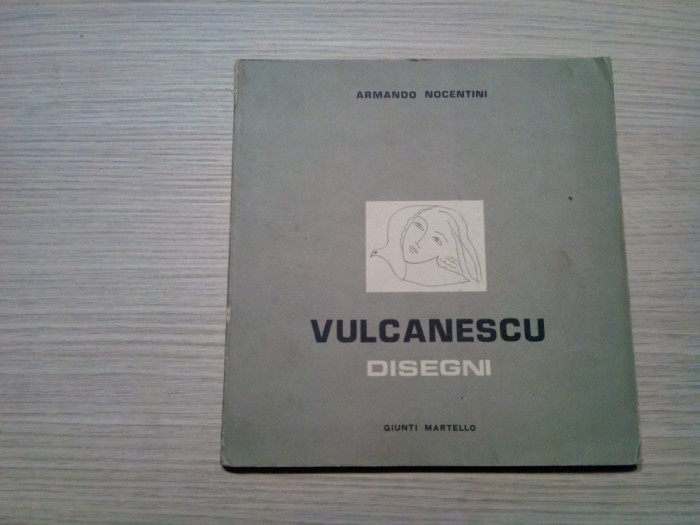 ARMANDO NOCENTINI
VULCANESCU
DISEGNI
GIUNTI MARTELLO